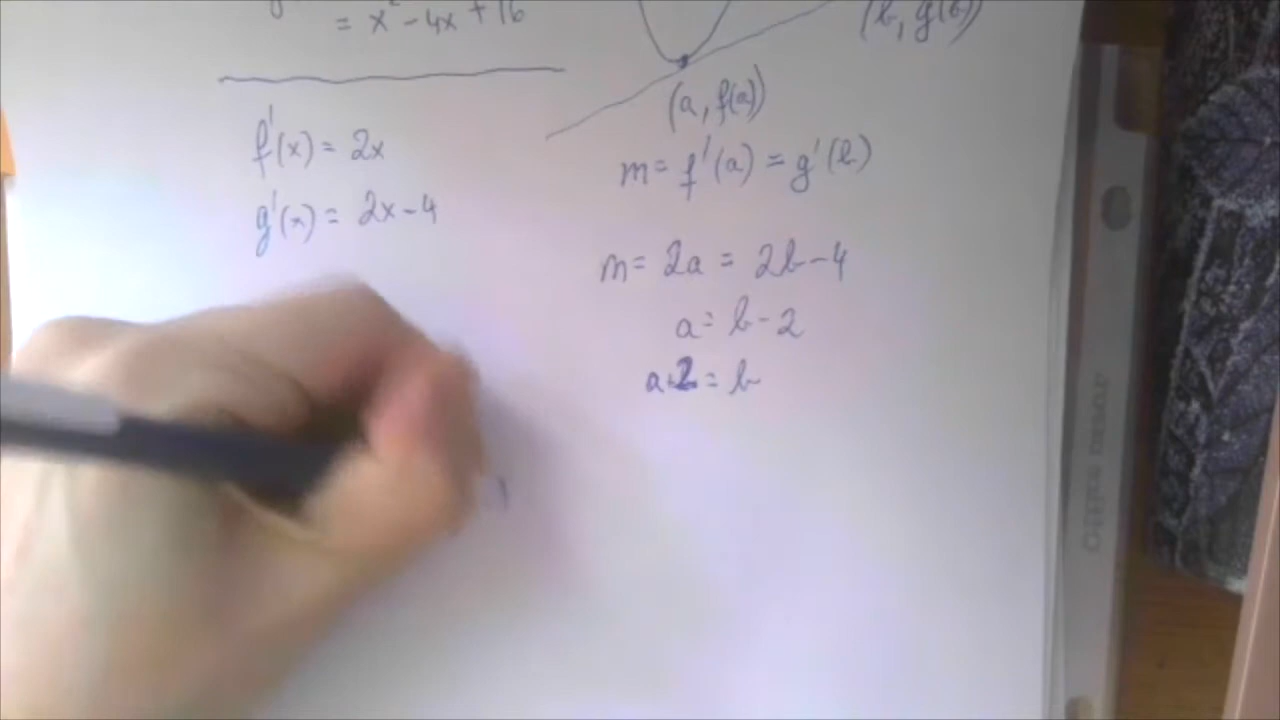 = x² - 4x + 16
(b, g(b))
(a, f(a))
f'(x) = 2x
g'(x) = 2x - 4
m = f'(a) = g'(b)
m = 2a = 2b - 4
a = b - 2
a + 2 = b